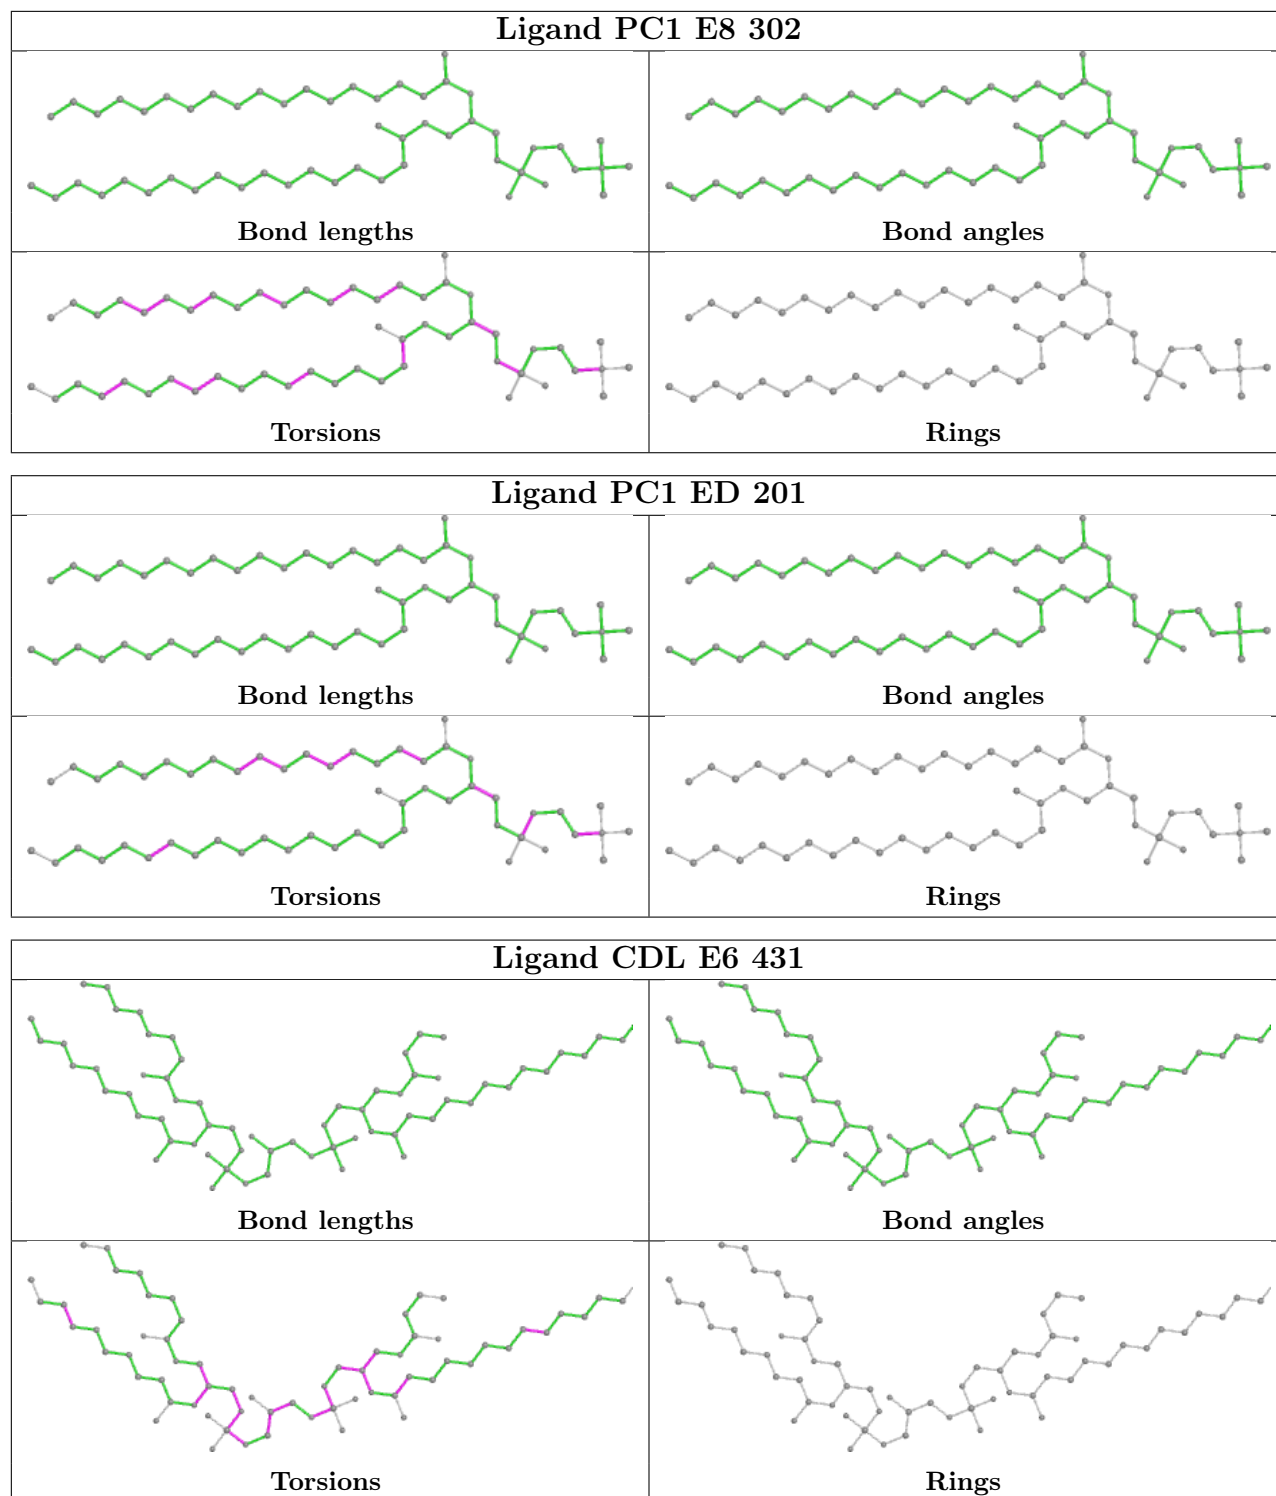 Ligand PC1 E8 302
Bond lengths
Bond angles
Torsions
Rings
Ligand PC1 ED 201
Bond lengths
Bond angles
Torsions
Rings
Ligand CDL E6 431
Bond lengths
Bond angles
Torsions
Rings